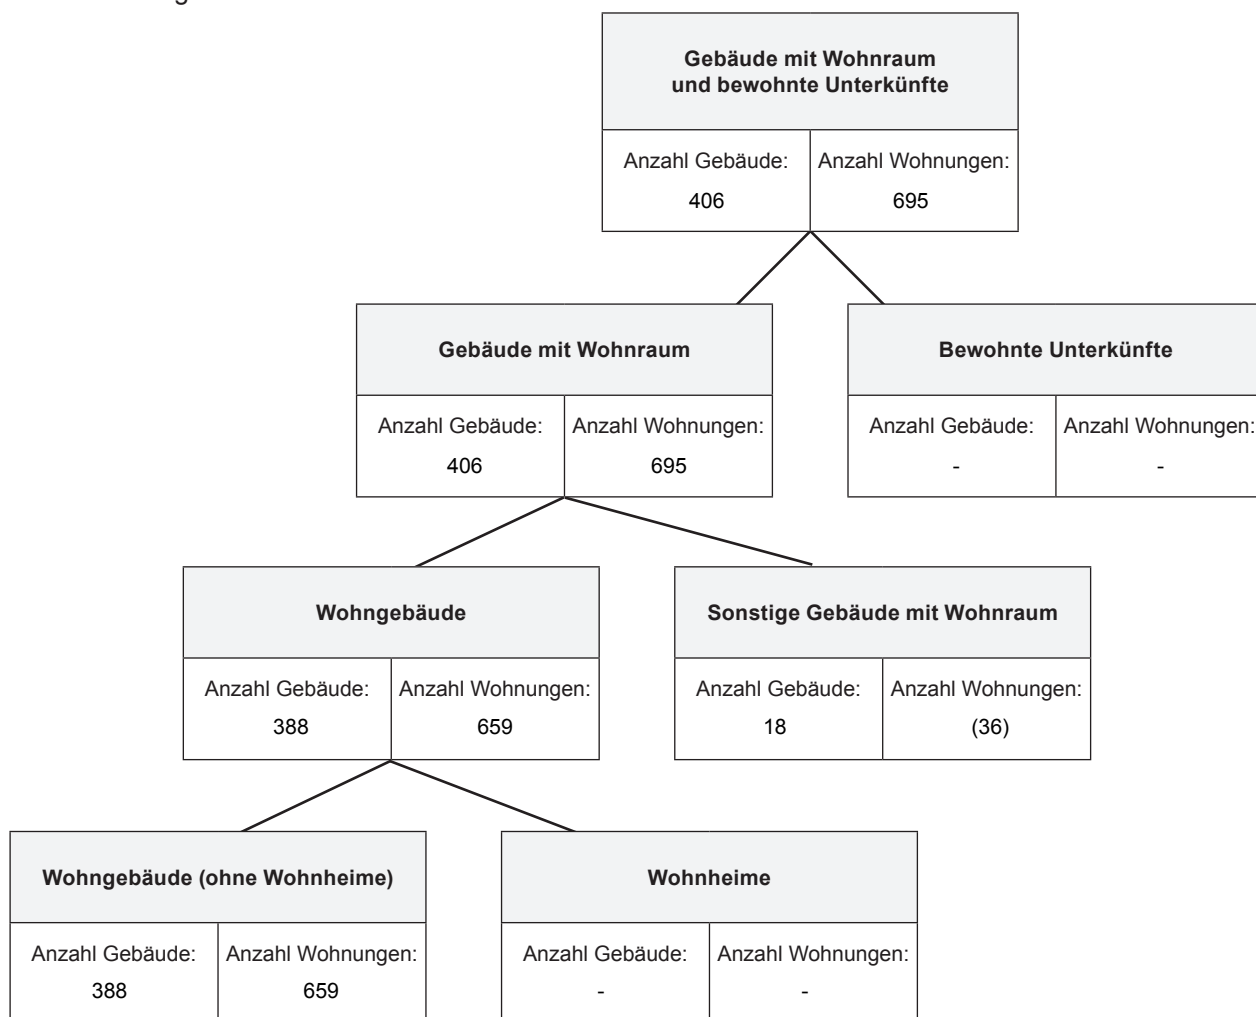 Gebäude mit Wohnraum
und bewohnte Unterkünfte
Anzahl Gebäude: Anzahl Wohnungen:
406 695
Gebäude mit Wohnraum
Anzahl Gebäude: Anzahl Wohnungen:
406 695
Bewohnte Unterkünfte
Anzahl Gebäude: Anzahl Wohnungen:
- -
Wohngebäude
Anzahl Gebäude: Anzahl Wohnungen:
388 659
Sonstige Gebäude mit Wohnraum
Anzahl Gebäude: Anzahl Wohnungen:
18 (36)
Wohngebäude (ohne Wohnheime)
Anzahl Gebäude: Anzahl Wohnungen:
388 659
Wohnheime
Anzahl Gebäude: Anzahl Wohnungen:
- -